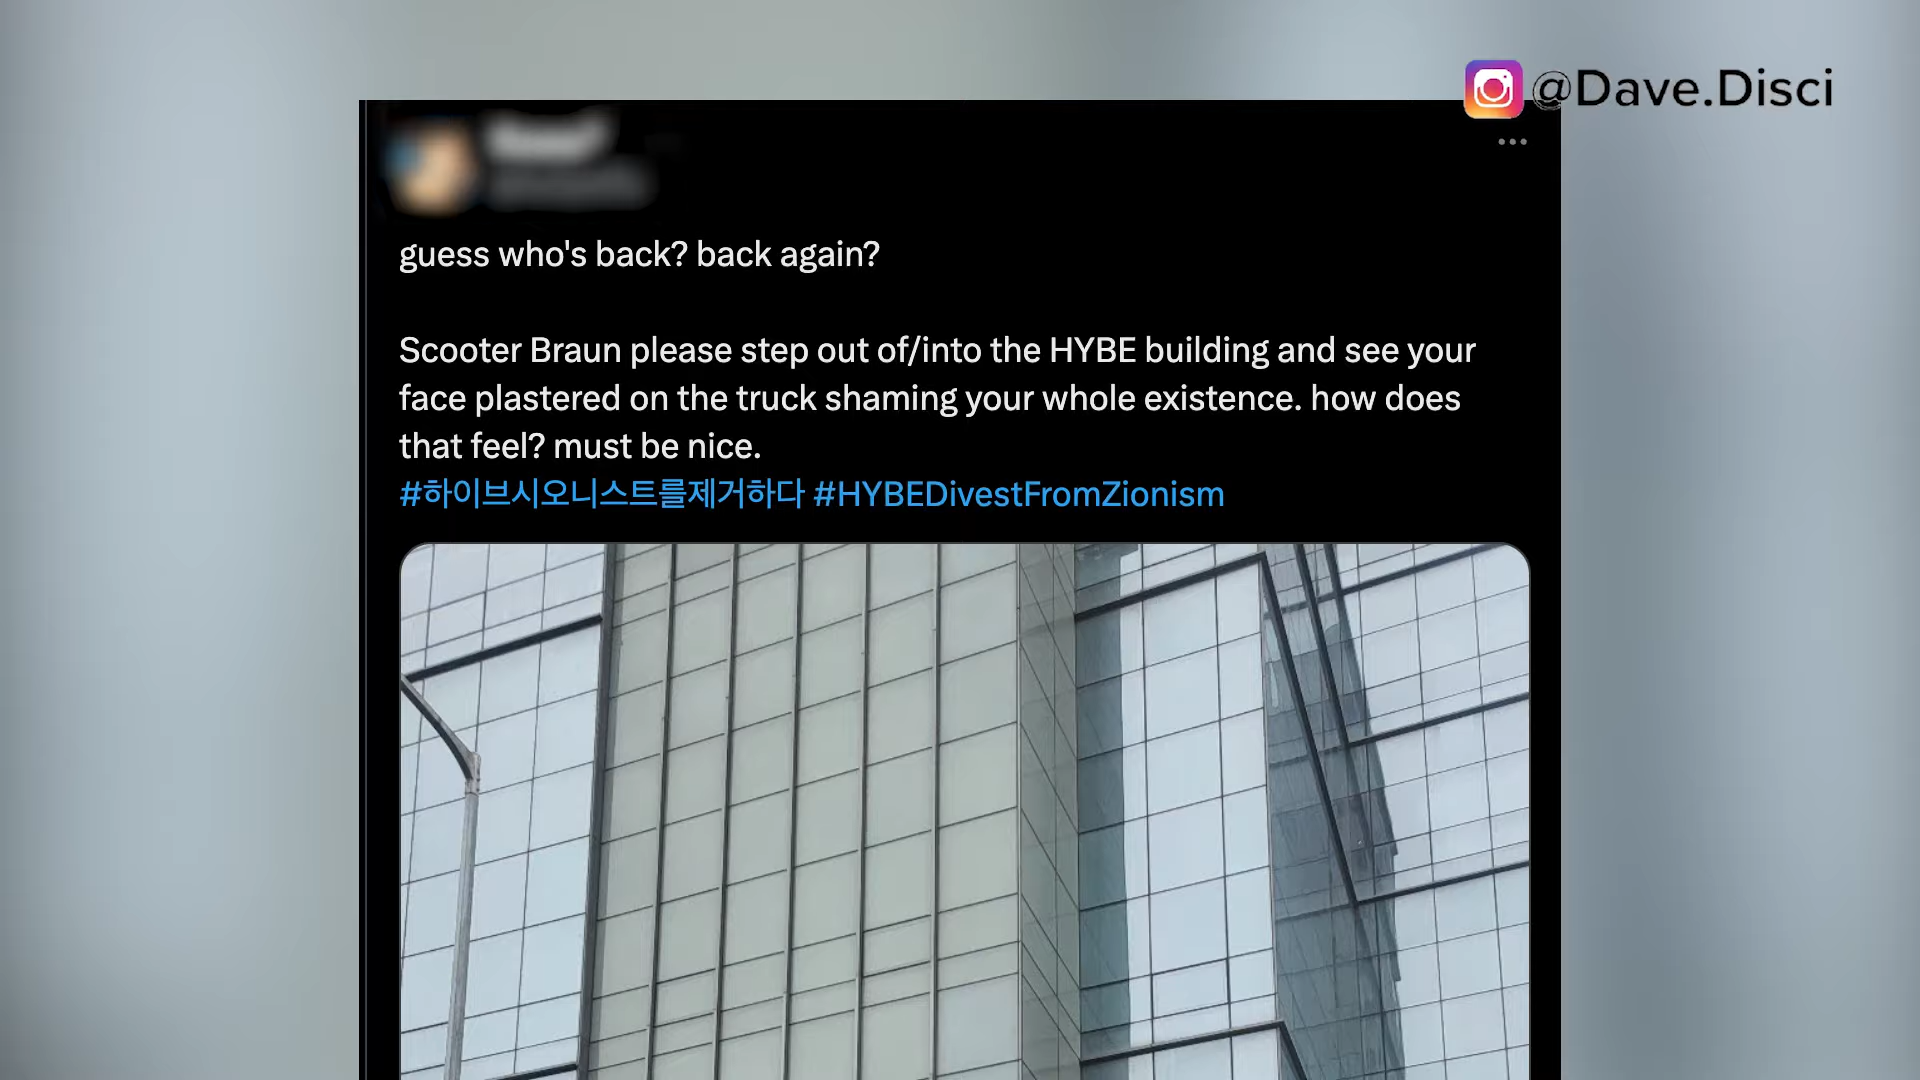 @Dave.Disci
guess who's back? back again?
Scooter Braun please step out of/into the HYBE building and see your
face plastered on the truck shaming your whole existence. how does
that feel? must be nice.
#하이브시오니스트를제거하다 #HYBEDivestFromZionism